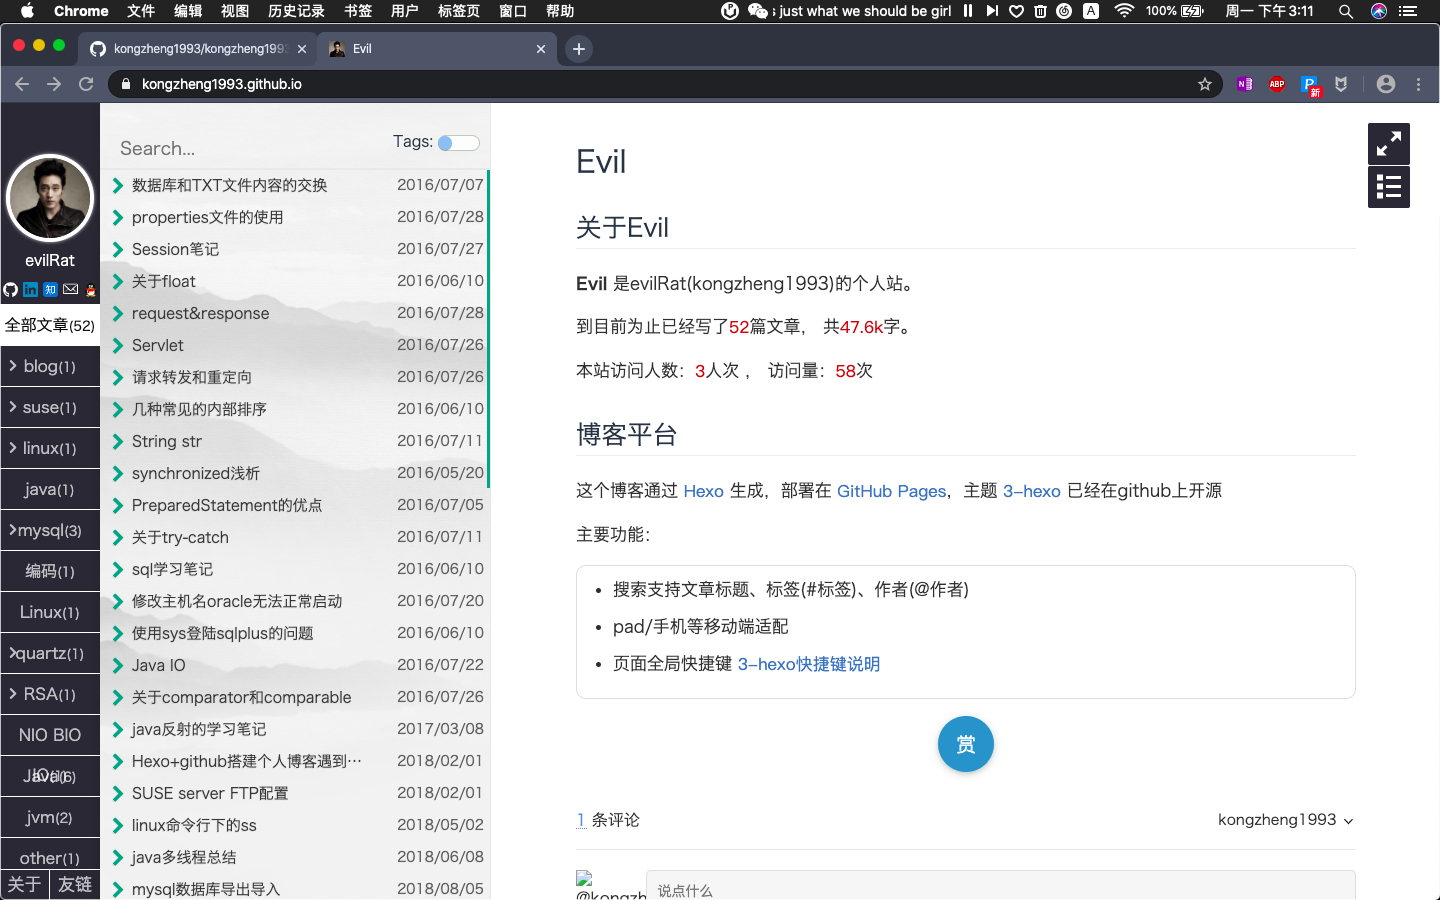 Chrome 文件 编辑 视图 历史记录 书签 用户 标签页 窗口 帮助 s just what we should be girl A 100% 周一 下午3:11
kongzheng1993/kongzheng199 Evil
kongzheng1993.github.io ABP 新
Search... Tags:
evilRat
知
全部文章(52)
blog(1)
suse(1)
linux(1)
java(1)
mysql(3)
编码(1)
Linux(1)
quartz(1)
RSA(1)
NIO BIO
jvm(2)
other(1)
关于 友链
数据库和TXT文件内容的交换 2016/07/07
properties文件的使用 2016/07/28
Session笔记 2016/07/27
关于float 2016/06/10
request&response 2016/07/28
Servlet 2016/07/26
请求转发和重定向 2016/07/26
几种常见的内部排序 2016/06/10
String str 2016/07/11
synchronized浅析 2016/05/20
PreparedStatement的优点 2016/07/05
关于try-catch 2016/07/11
sql学习笔记 2016/06/10
修改主机名oracle无法正常启动 2016/07/20
使用sys登陆sqlplus的问题 2016/06/10
Java IO 2016/07/22
关于comparator和comparable 2016/07/26
java反射的学习笔记 2017/03/08
Hexo+github搭建个人博客遇到… 2018/02/01
SUSE server FTP配置 2018/02/01
linux命令行下的ss 2018/05/02
java多线程总结 2018/06/08
mysql数据库导出导入 2018/08/05
Evil
关于Evil
Evil 是evilRat(kongzheng1993)的个人站。
到目前为止已经写了52篇文章， 共47.6k字。
本站访问人数：3人次 ， 访问量：58次
博客平台
这个博客通过 Hexo 生成，部署在 GitHub Pages，主题 3-hexo 已经在github上开源
主要功能：
搜索支持文章标题、标签(#标签)、作者(@作者)
pad/手机等移动端适配
页面全局快捷键 3-hexo快捷键说明
赏
1 条评论 kongzheng1993
@kongz
说点什么